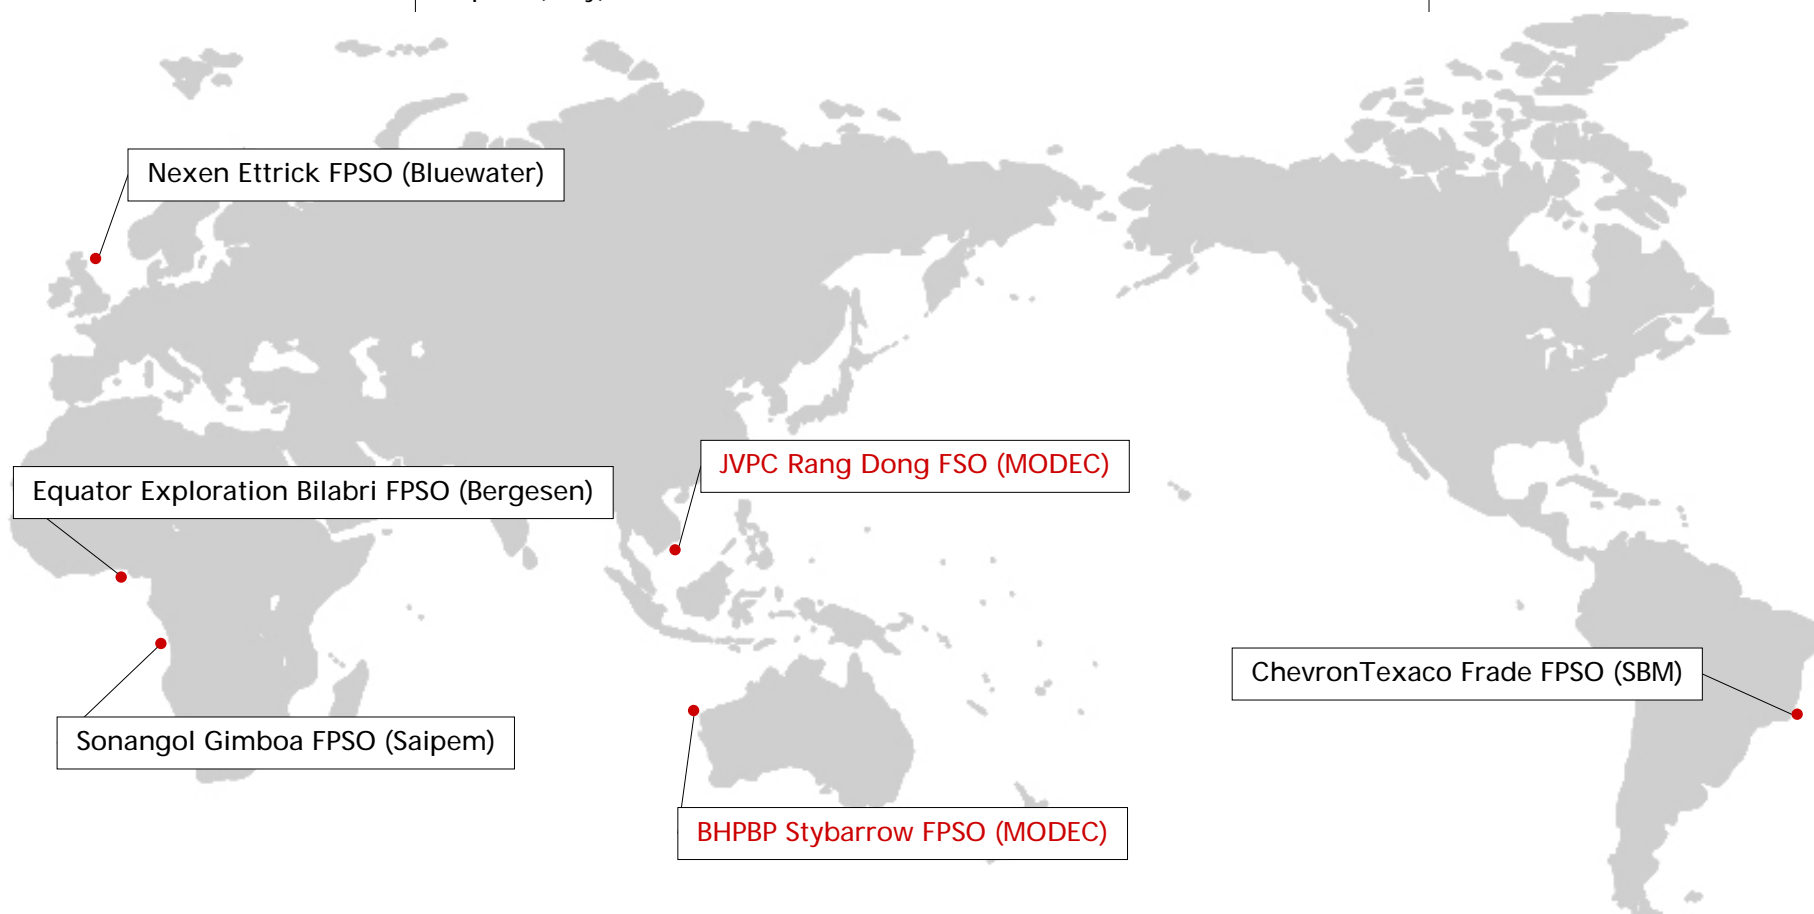 Nexen Ettrick FPSO (Bluewater)
JVPC Rang Dong FSO (MODEC)
Equator Exploration Bilabri FPSO (Bergesen)
ChevronTexaco Frade FPSO (SBM)
Sonangol Gimboa FPSO (Saipem)
BHPBP Stybarrow FPSO (MODEC)